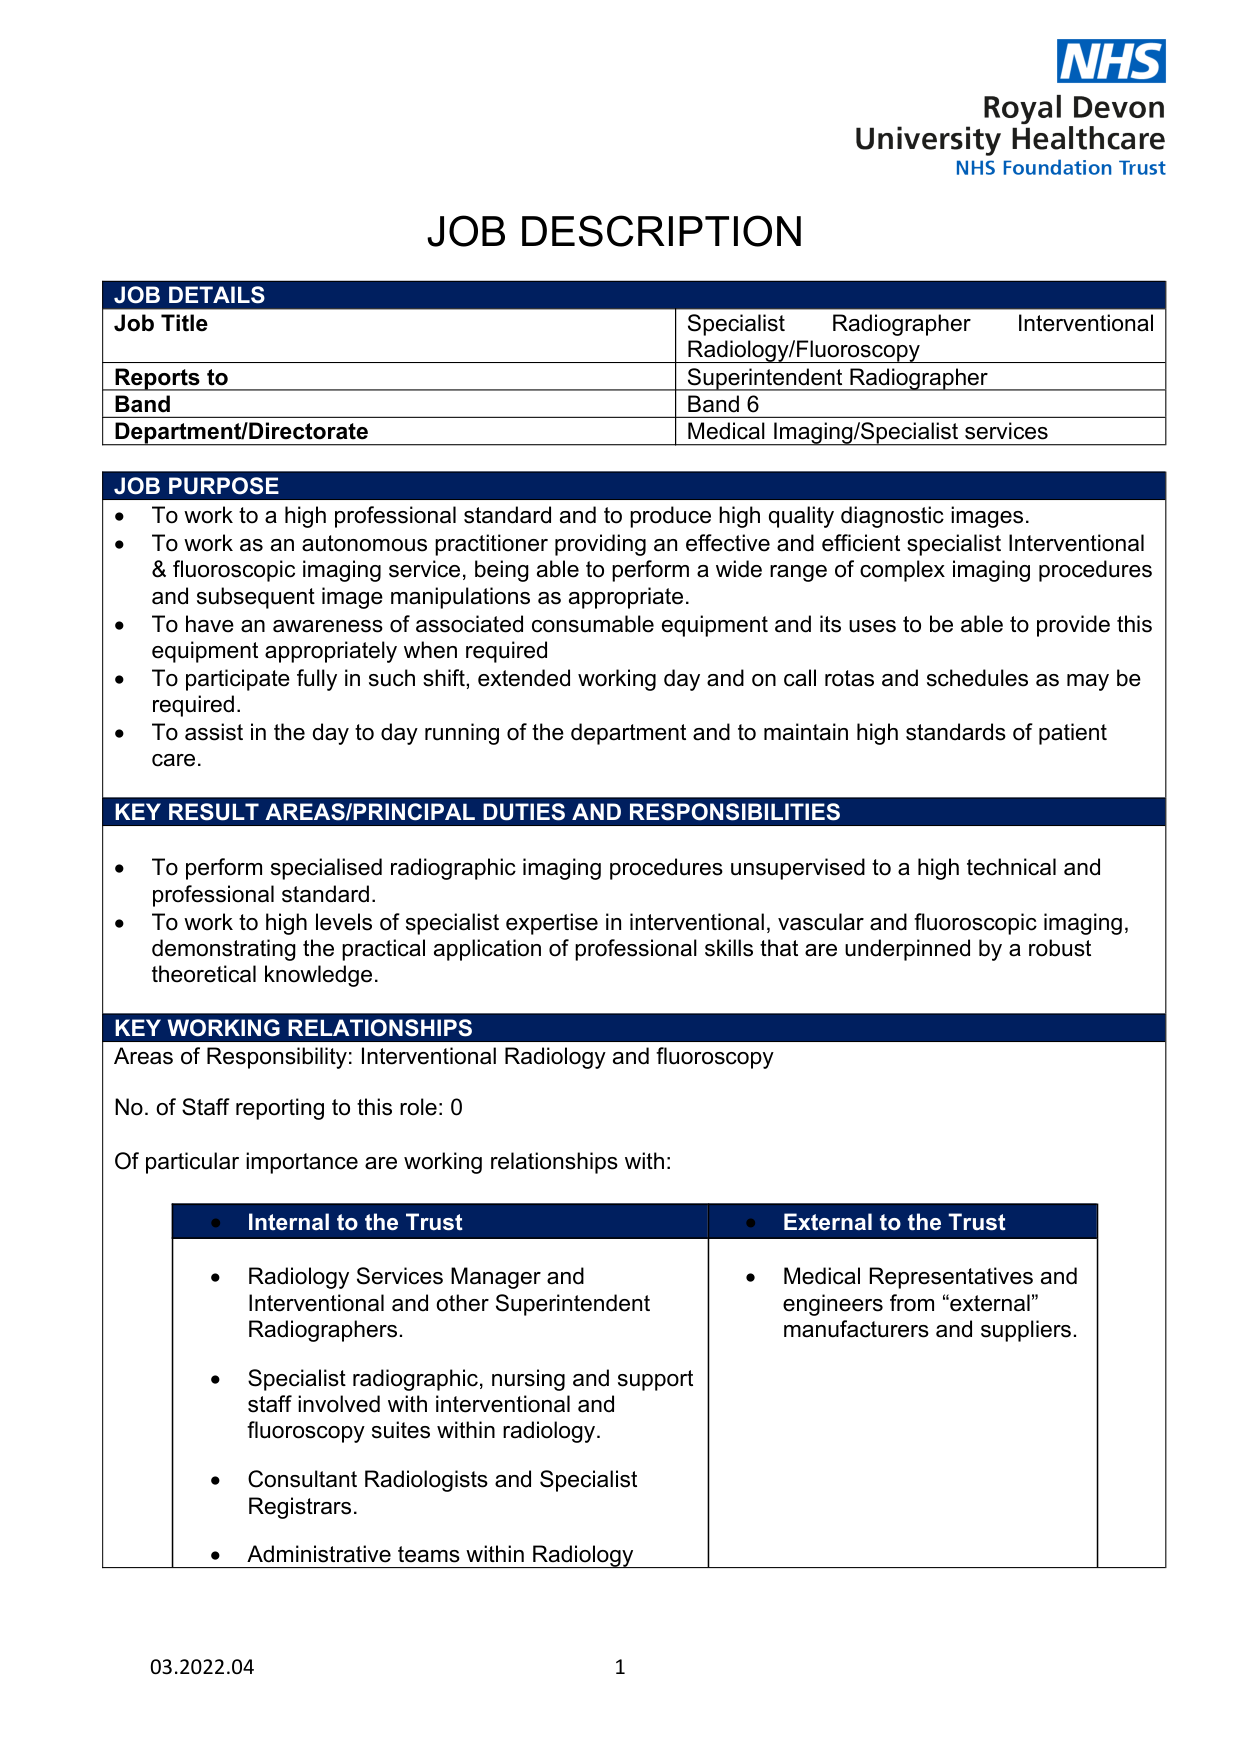 NHS
Royal Devon
University Healthcare
NHS Foundation Trust
JOB DESCRIPTION
JOB DETAILS
Job Title
Specialist Radiographer Interventional
Radiology/Fluoroscopy
Reports to
Superintendent Radiographer
Band
Band 6
Department/Directorate
Medical Imaging/Specialist services
JOB PURPOSE
• To work to a high professional standard and to produce high quality diagnostic images.
• To work as an autonomous practitioner providing an effective and efficient specialist Interventional
& fluoroscopic imaging service, being able to perform a wide range of complex imaging procedures
and subsequent image manipulations as appropriate.
• To have an awareness of associated consumable equipment and its uses to be able to provide this
equipment appropriately when required
• To participate fully in such shift, extended working day and on call rotas and schedules as may be
required.
• To assist in the day to day running of the department and to maintain high standards of patient
care.
KEY RESULT AREAS/PRINCIPAL DUTIES AND RESPONSIBILITIES
• To perform specialised radiographic imaging procedures unsupervised to a high technical and
professional standard.
• To work to high levels of specialist expertise in interventional, vascular and fluoroscopic imaging,
demonstrating the practical application of professional skills that are underpinned by a robust
theoretical knowledge.
KEY WORKING RELATIONSHIPS
Areas of Responsibility: Interventional Radiology and fluoroscopy
No. of Staff reporting to this role: 0
Of particular importance are working relationships with:
• Internal to the Trust
• Radiology Services Manager and
Interventional and other Superintendent
Radiographers.
• Specialist radiographic, nursing and support
staff involved with interventional and
fluoroscopy suites within radiology.
• Consultant Radiologists and Specialist
Registrars.
• Administrative teams within Radiology
• External to the Trust
• Medical Representatives and
engineers from “external”
manufacturers and suppliers.
03.2022.04
1